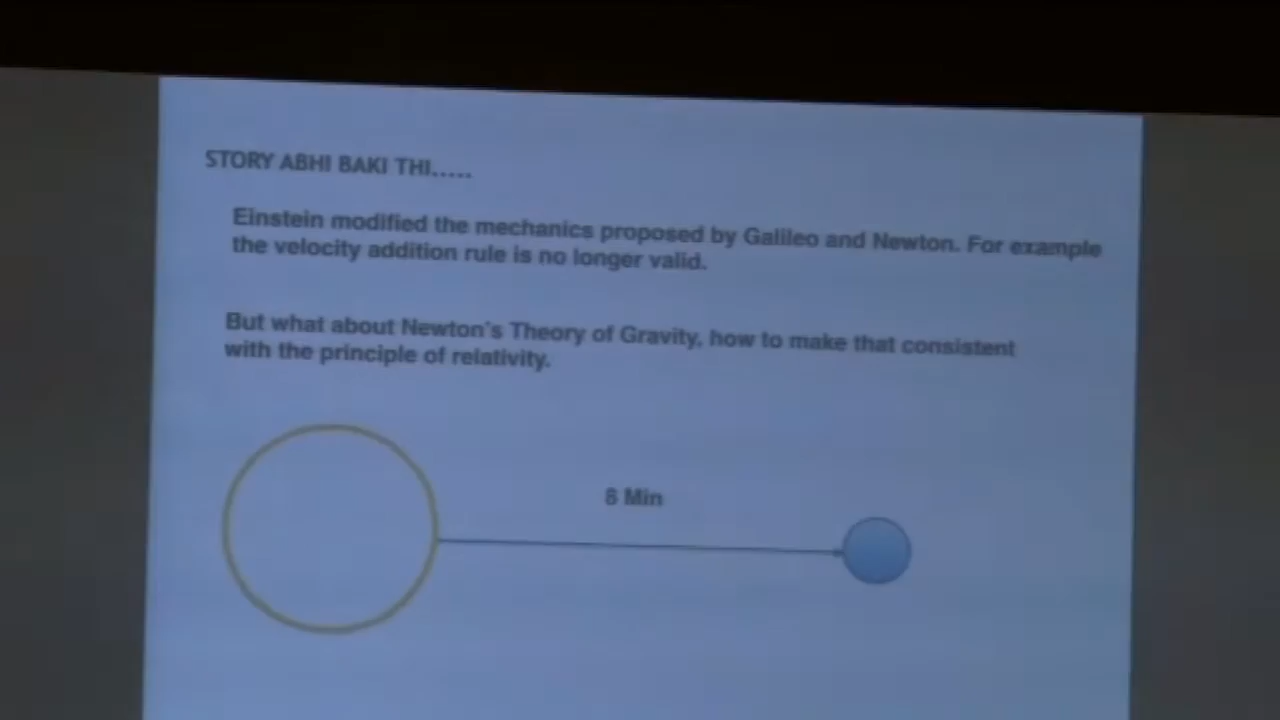 STORY ABHI BAKI THI.....
Einstein modified the mechanics proposed by Galileo and Newton. For example
the velocity addition rule is no longer valid.
But what about Newton's Theory of Gravity, how to make that consistent
with the principle of relativity.
8 Min